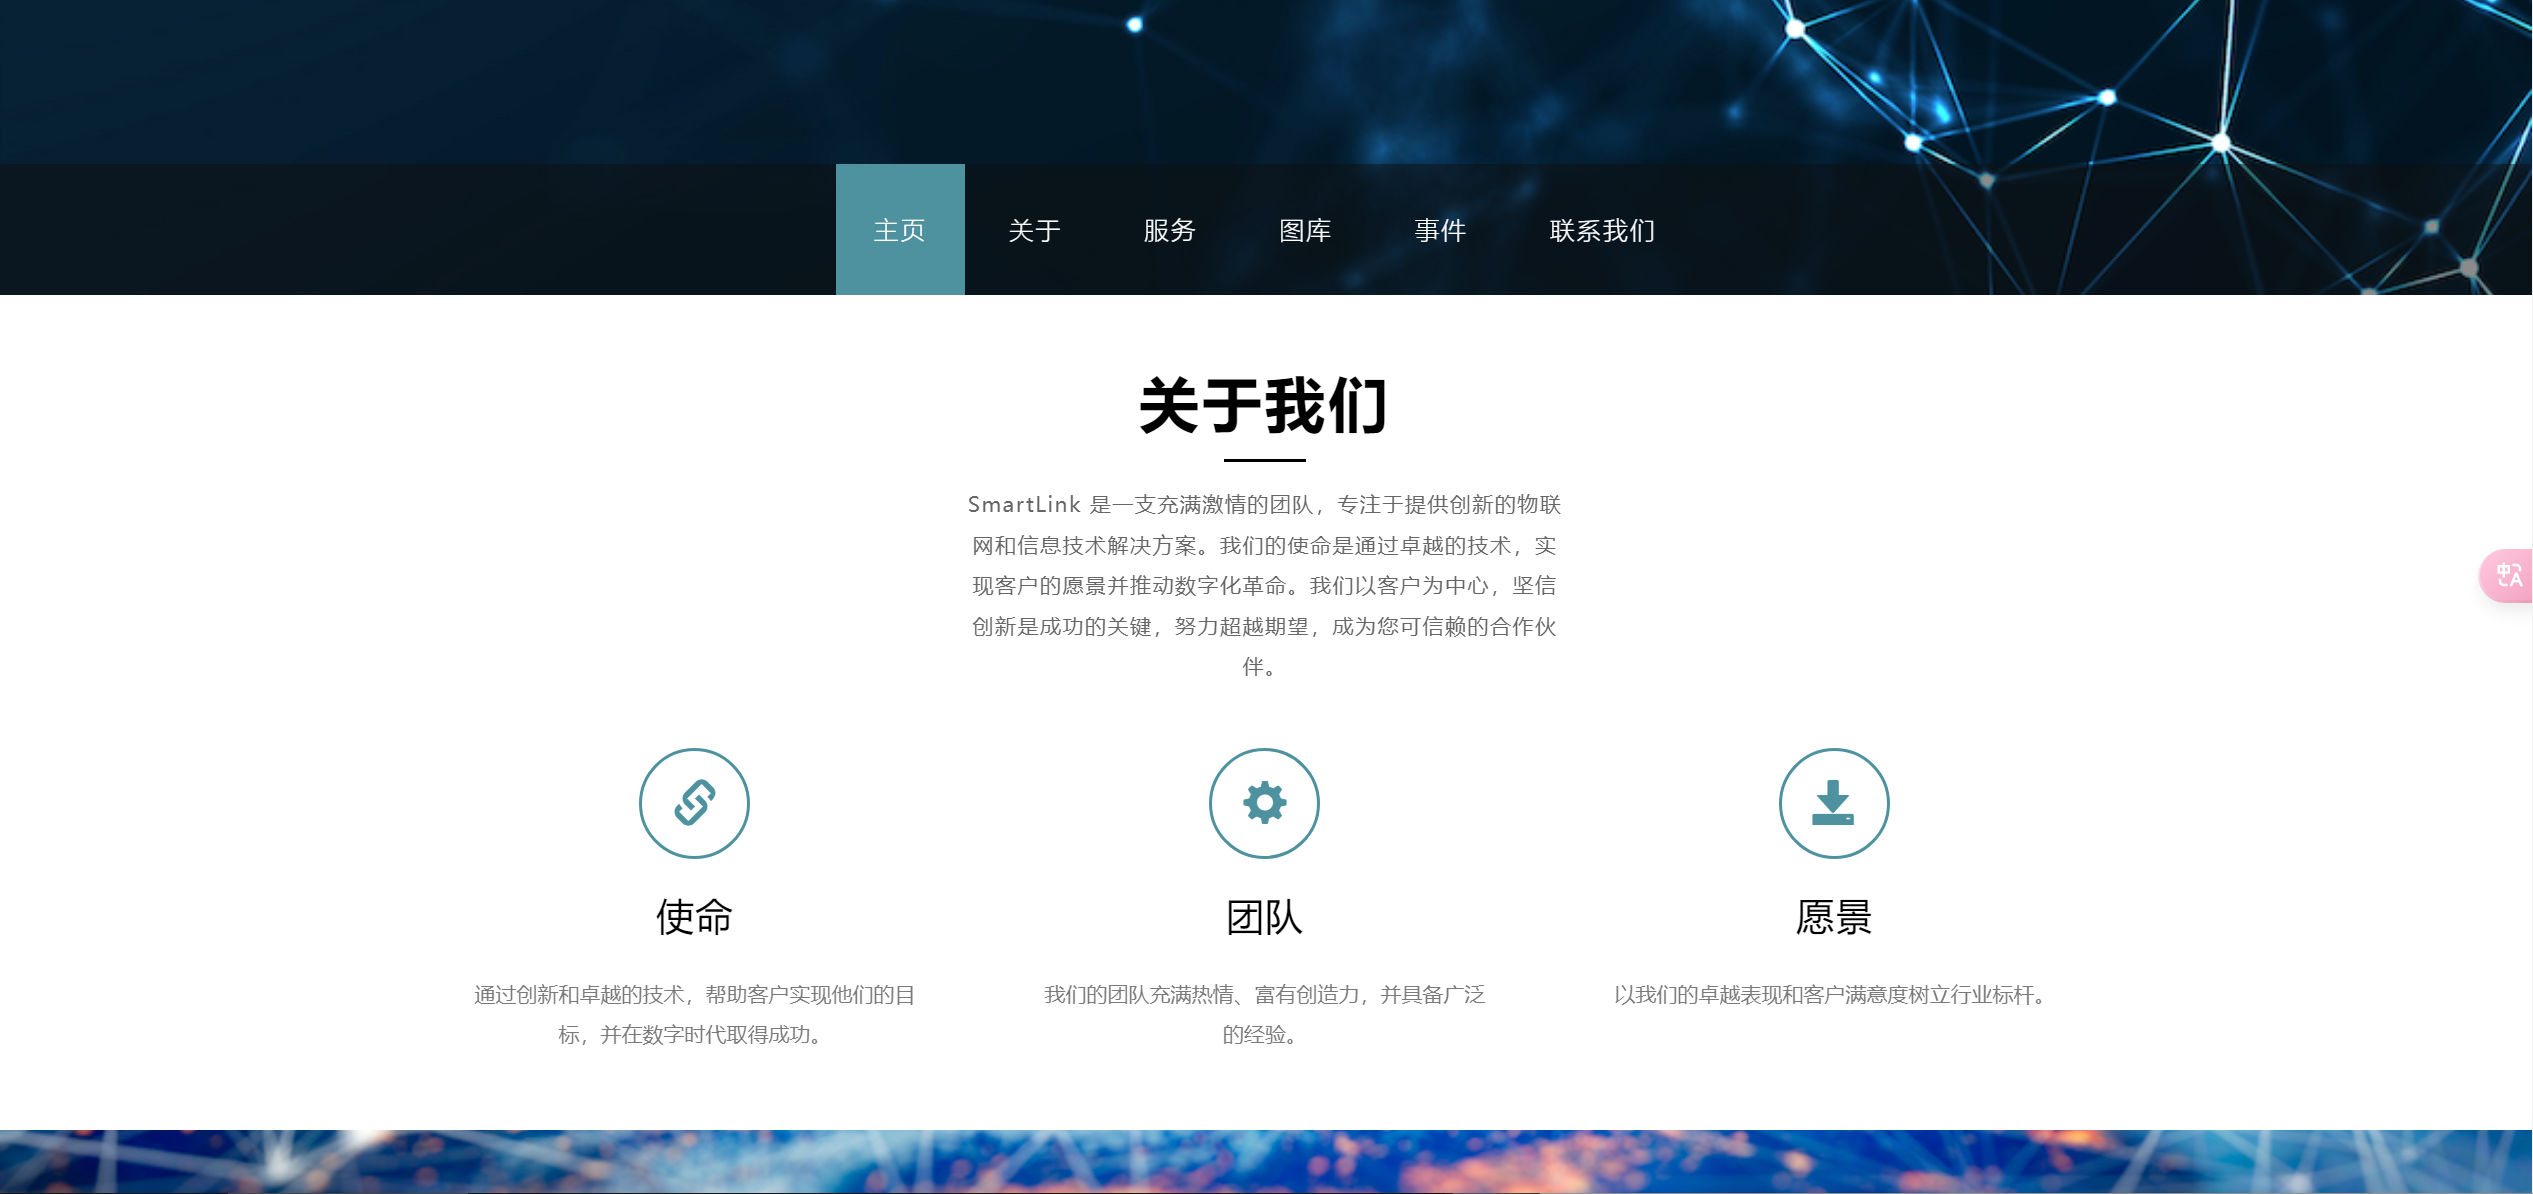 主页
关于
服务
图库
事件
联系我们
关于我们
SmartLink 是一支充满激情的团队，专注于提供创新的物联
网和信息技术解决方案。我们的使命是通过卓越的技术，实
现客户的愿景并推动数字化革命。我们以客户为中心，坚信
创新是成功的关键，努力超越期望，成为您可信赖的合作伙
伴。
使命
团队
愿景
通过创新和卓越的技术，帮助客户实现他们的目
标，并在数字时代取得成功。
我们的团队充满热情、富有创造力，并具备广泛
的经验。
以我们的卓越表现和客户满意度树立行业标杆。
中A